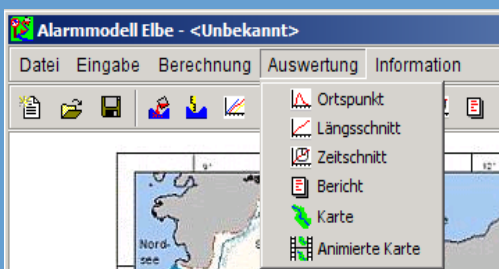 Alarmmodell Elbe - <Unbekannt>
Datei Eingabe Berechnung Auswertung Information
Ortspunkt
Längsschnitt
Zeitschnitt
Bericht
Karte
Animierte Karte
Nord-
see